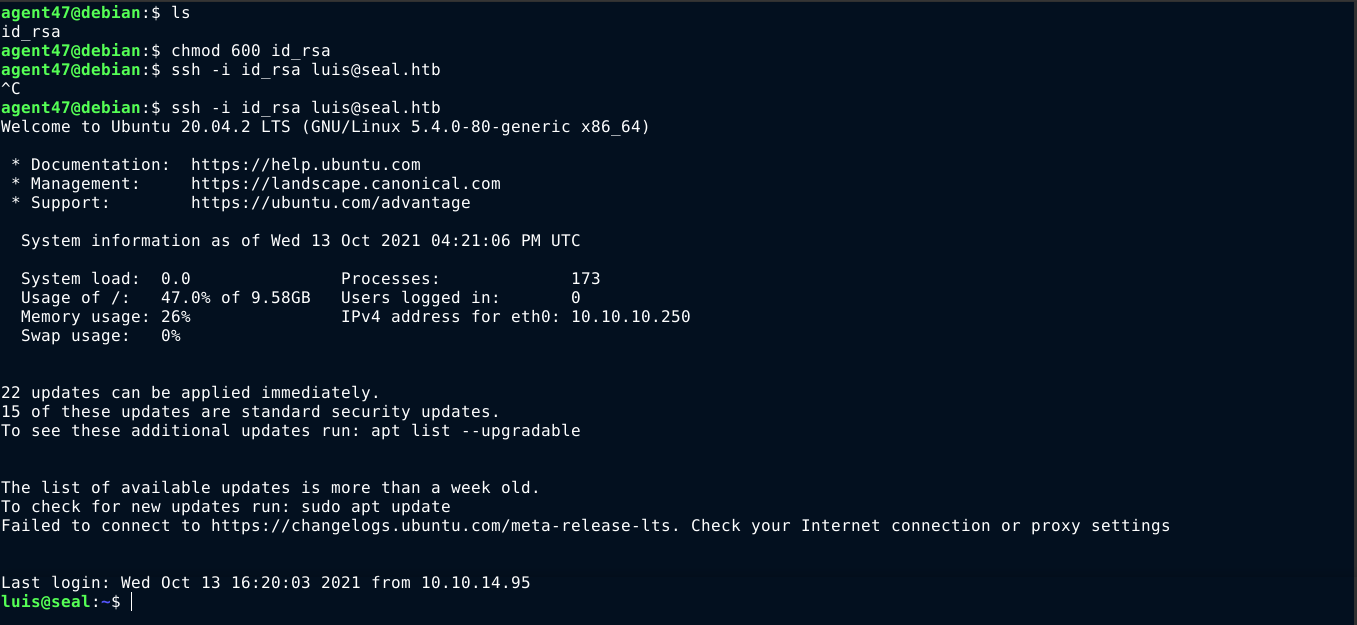 agent47@debian:$ ls
id_rsa
agent47@debian:$ chmod 600 id_rsa
agent47@debian:$ ssh -i id_rsa luis@seal.htb
^C
agent47@debian:$ ssh -i id_rsa luis@seal.htb
Welcome to Ubuntu 20.04.2 LTS (GNU/Linux 5.4.0-80-generic x86_64)

 * Documentation:  https://help.ubuntu.com
 * Management:     https://landscape.canonical.com
 * Support:        https://ubuntu.com/advantage

  System information as of Wed 13 Oct 2021 04:21:06 PM UTC

  System load:  0.0               Processes:             173
  Usage of /:   47.0% of 9.58GB   Users logged in:       0
  Memory usage: 26%               IPv4 address for eth0: 10.10.10.250
  Swap usage:   0%


22 updates can be applied immediately.
15 of these updates are standard security updates.
To see these additional updates run: apt list --upgradable


The list of available updates is more than a week old.
To check for new updates run: sudo apt update
Failed to connect to https://changelogs.ubuntu.com/meta-release-lts. Check your Internet connection or proxy settings


Last login: Wed Oct 13 16:20:03 2021 from 10.10.14.95
luis@seal:~$